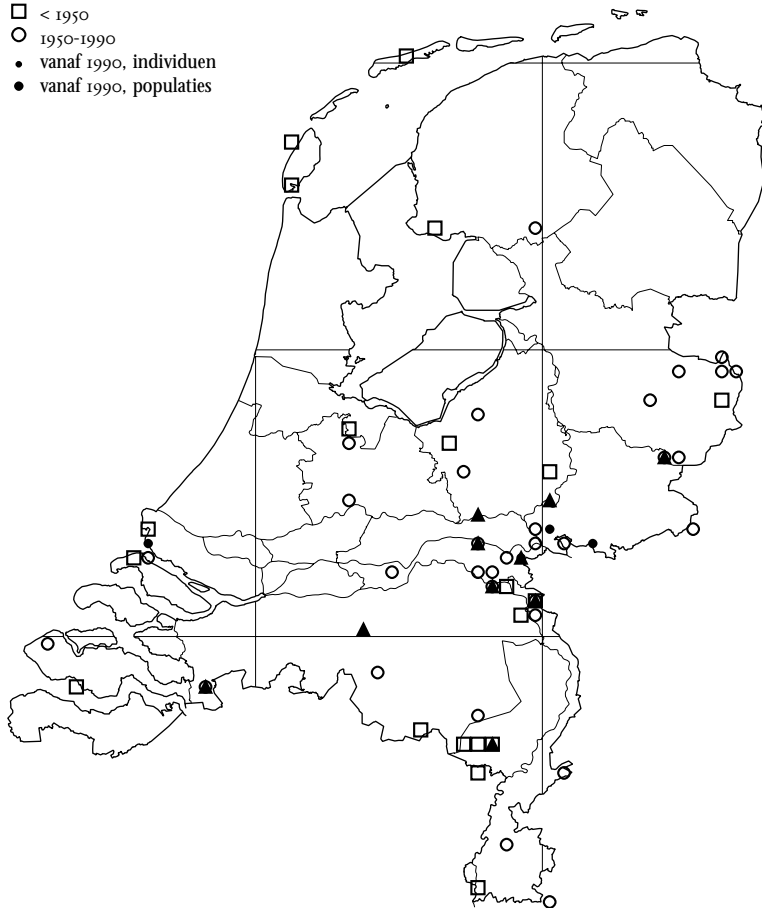 < 1950
1950-1990
vanaf 1990, individuen
vanaf 1990, populaties